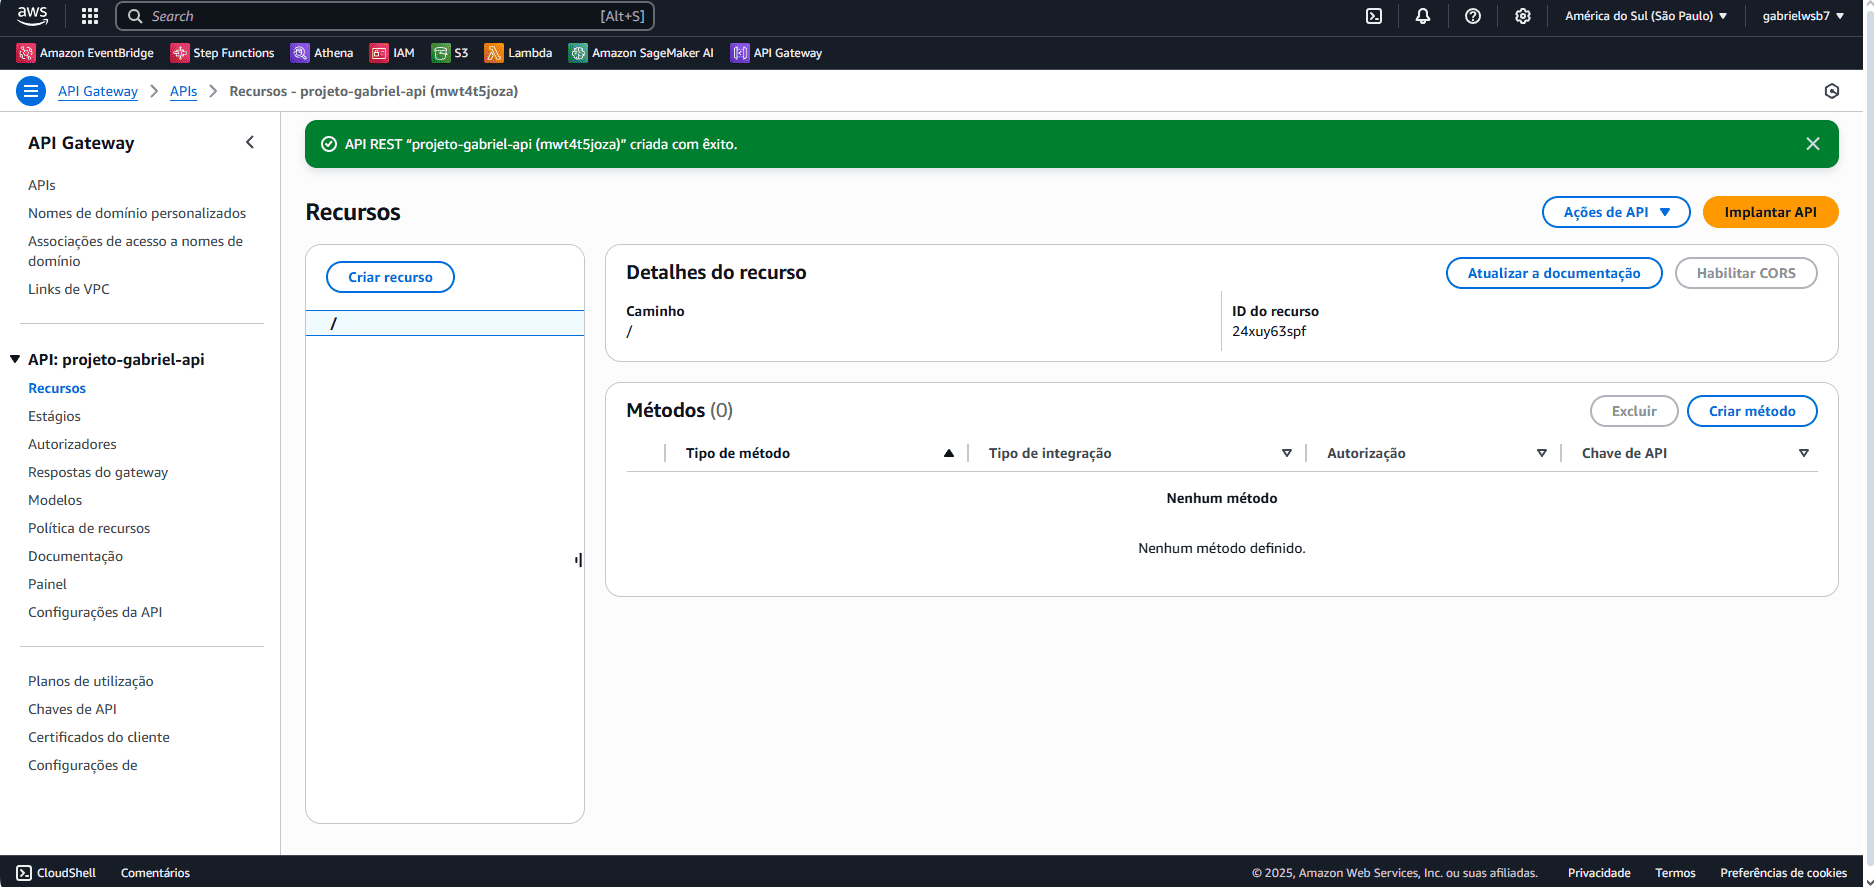 aws
Search
[Alt+S]
América do Sul (São Paulo)
gabrielwsb7
Amazon EventBridge
Step Functions
Athena
IAM
S3
Lambda
Amazon SageMaker AI
API Gateway
API Gateway
APIs
Recursos - projeto-gabriel-api (mwt4t5joza)
API Gateway
APIs
Nomes de domínio personalizados
Associações de acesso a nomes de
domínio
Links de VPC
API: projeto-gabriel-api
Recursos
Estágios
Autorizadores
Respostas do gateway
Modelos
Política de recursos
Documentação
Painel
Configurações da API
Planos de utilização
Chaves de API
Certificados do cliente
Configurações de
API REST “projeto-gabriel-api (mwt4t5joza)” criada com êxito.
Recursos
Ações de API
Implantar API
Criar recurso
/
Detalhes do recurso
Atualizar a documentação
Habilitar CORS
Caminho
/
ID do recurso
24xuy63spf
Métodos (0)
Excluir
Criar método
Tipo de método
Tipo de integração
Autorização
Chave de API
Nenhum método
Nenhum método definido.
CloudShell
Comentários
© 2025, Amazon Web Services, Inc. ou suas afiliadas.
Privacidade
Termos
Preferências de cookies